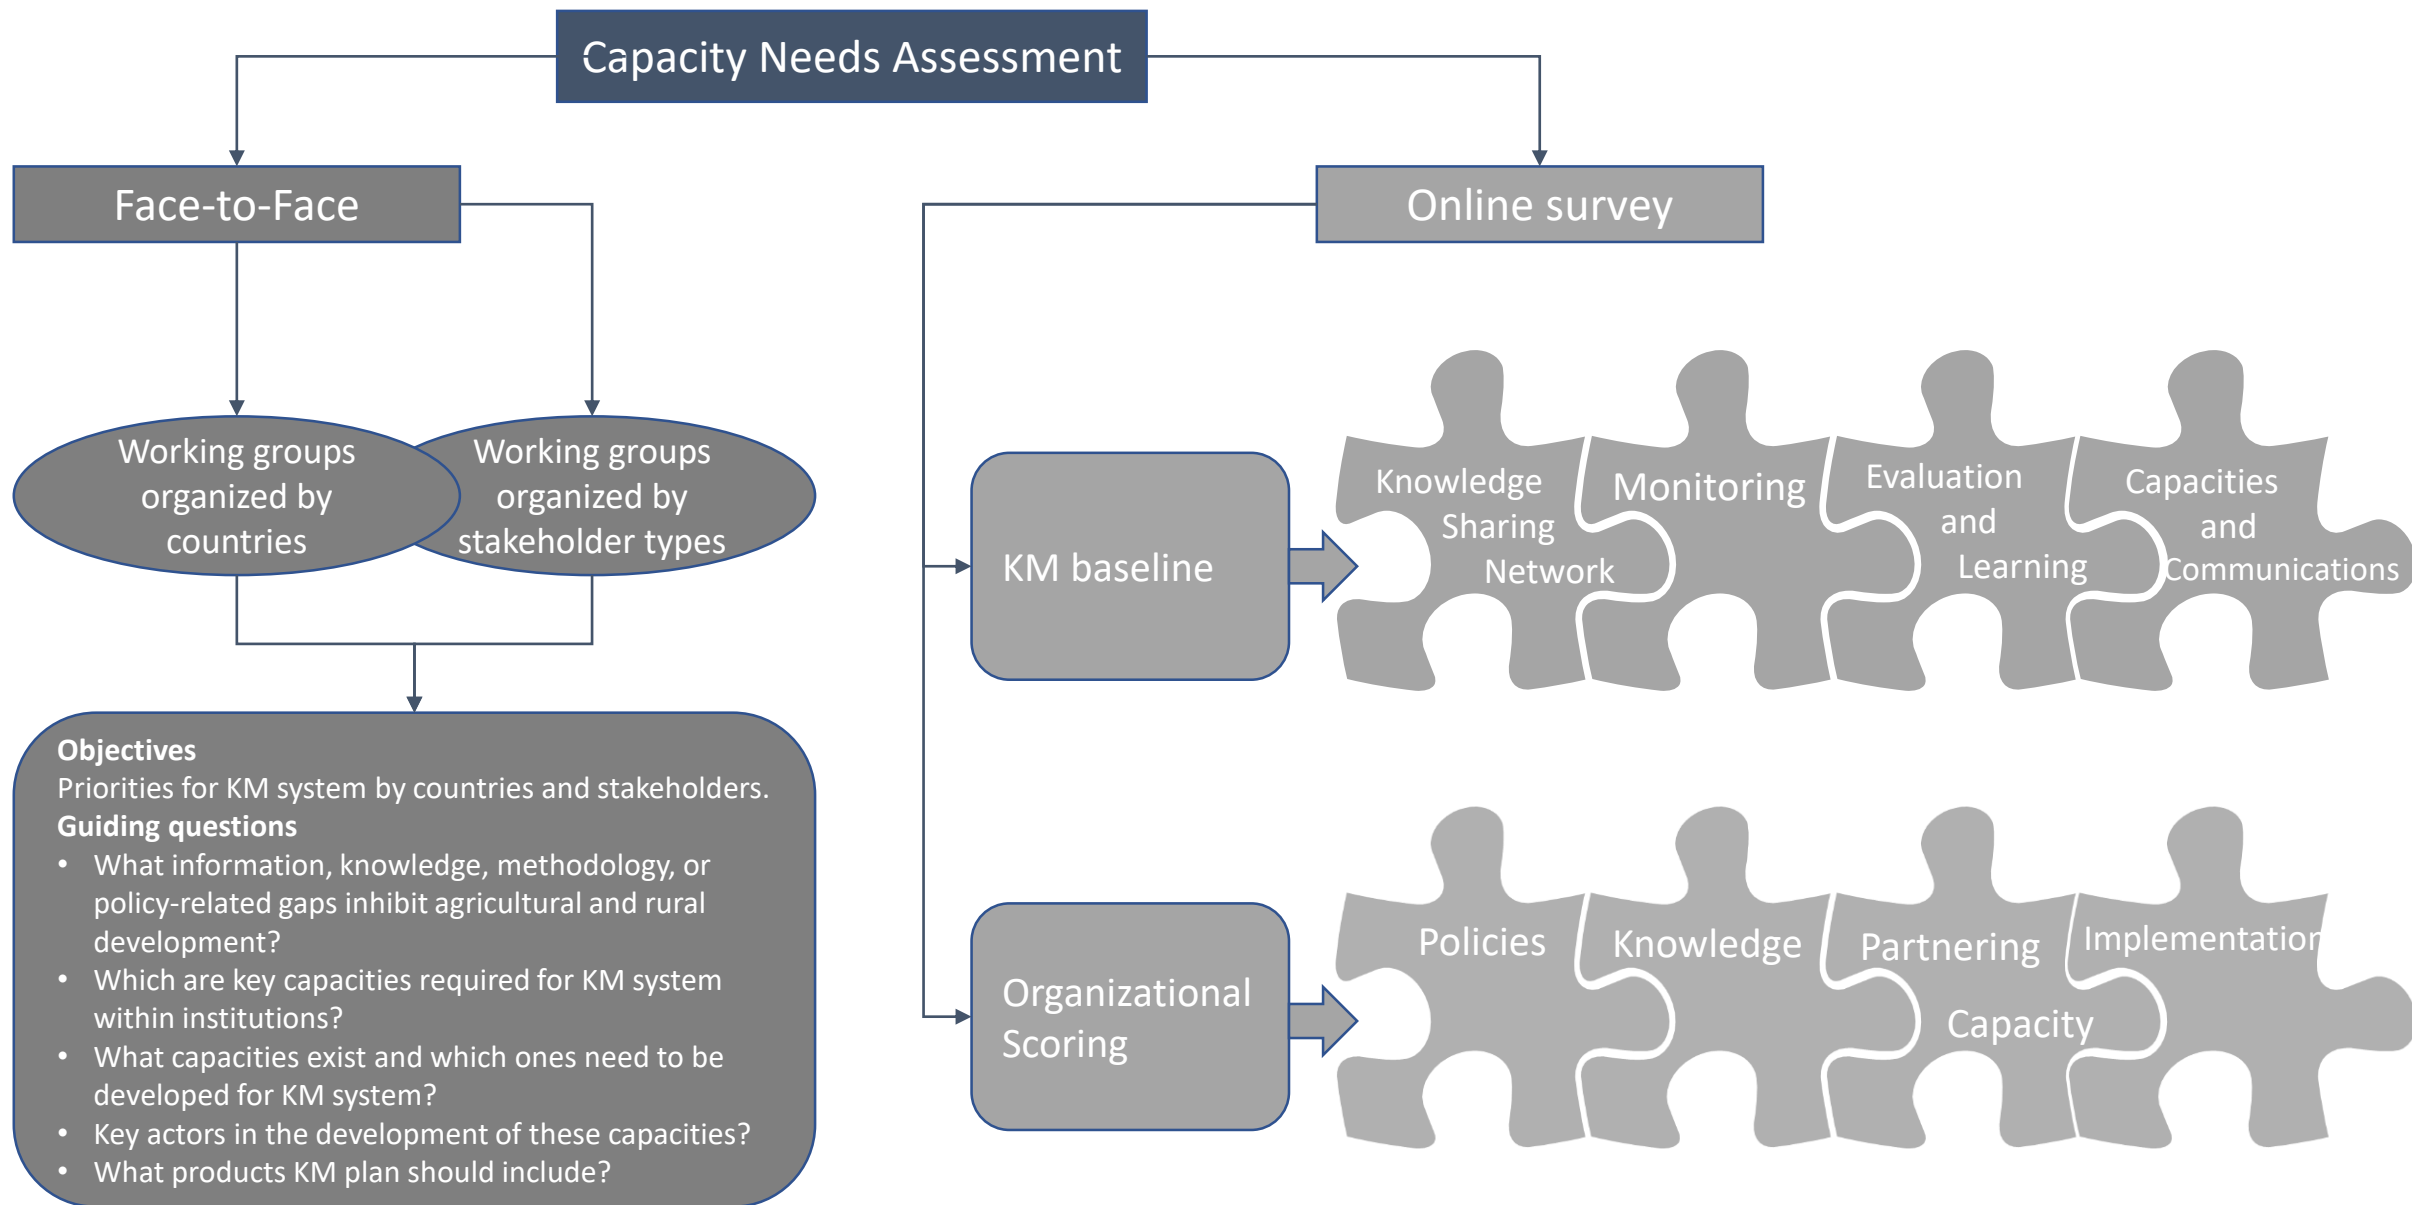 Capacity Needs Assessment
Face-to-Face
Online survey
Working groups
organized by
countries
Working groups
organized by
stakeholder types
Objectives
Priorities for KM system by countries and stakeholders.
Guiding questions
• What information, knowledge, methodology, or
policy-related gaps inhibit agricultural and rural
development?
• Which are key capacities required for KM system
within institutions?
• What capacities exist and which ones need to be
developed for KM system?
• Key actors in the development of these capacities?
• What products KM plan should include?
KM baseline
Knowledge
Sharing
Network
Monitoring
Evaluation
and
Learning
Capacities
and
Communications
Organizational
Scoring
Policies
Knowledge
Partnering
Capacity
Implementation